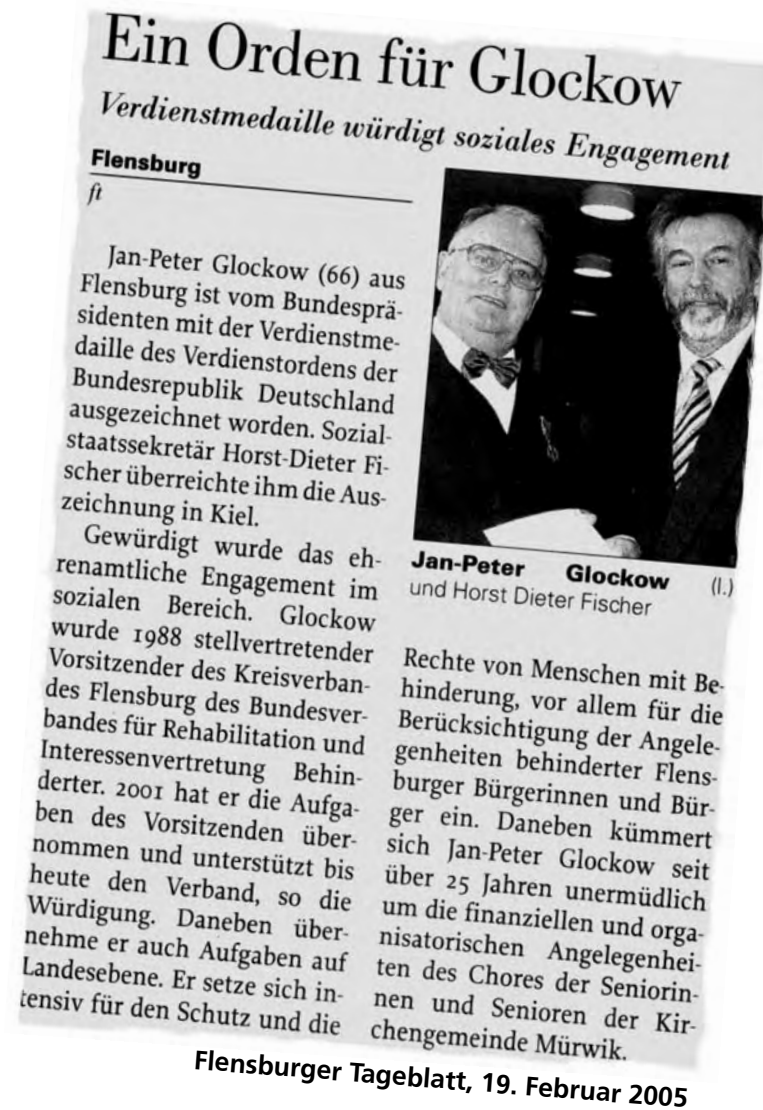 Ein Orden für Glockow
Verdienstmedaille würdigt soziales Engagement
Flensburg
ft
Jan-Peter Glockow (66) aus
Flensburg ist vom Bundesprä-
sidenten mit der Verdienstme-
daille des Verdienstordens der
Bundesrepublik Deutschland
ausgezeichnet worden. Sozial-
staatssekretär Horst-Dieter Fi-
scher überreichte ihm die Aus-
zeichnung in Kiel.
Gewürdigt wurde das eh-
renamtliche Engagement im
sozialen Bereich. Glockow
wurde 1988 stellvertretender
Vorsitzender des Kreisverban-
des Flensburg des Bundesver-
bandes für Rehabilitation und
Interessenvertretung Behin-
derter. 2001 hat er die Aufga-
ben des Vorsitzenden über-
nommen und unterstützt bis
heute den Verband, so die
Würdigung. Daneben über-
nehme er auch Aufgaben auf
Landesebene. Er setze sich in-
tensiv für den Schutz und die
Jan-Peter Glockow (l.)
und Horst Dieter Fischer
Rechte von Menschen mit Be-
hinderung, vor allem für die
Berücksichtigung der Angele-
genheiten behinderter Flens-
burger Bürgerinnen und Bür-
ger ein. Daneben kümmert
sich Jan-Peter Glockow seit
über 25 Jahren unermüdlich
um die finanziellen und orga-
nisatorischen Angelegenhei-
ten des Chores der Seniorin-
nen und Senioren der Kir-
chengemeinde Mürwik.
Flensburger Tageblatt, 19. Februar 2005